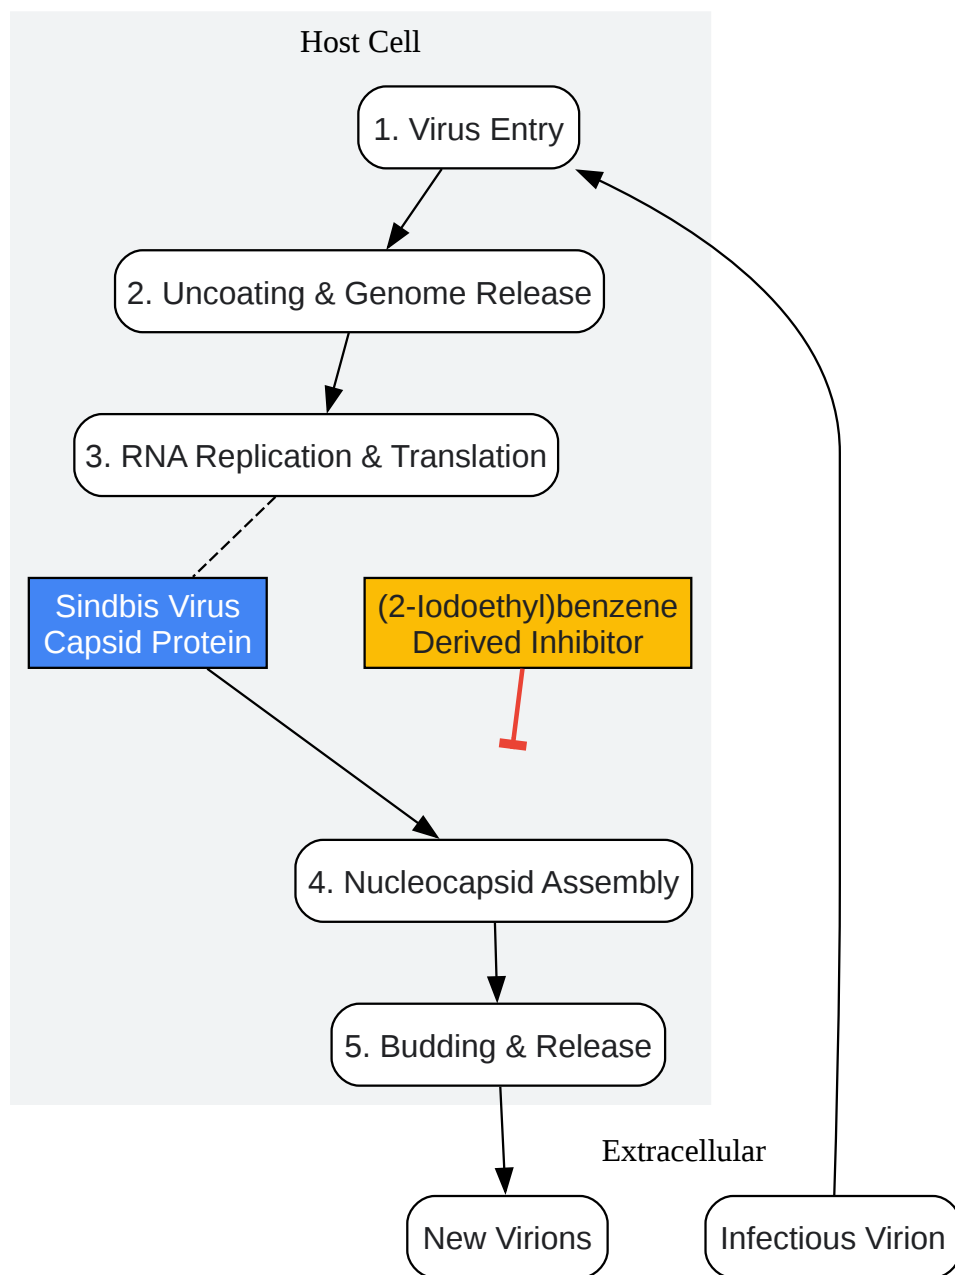 Host Cell
1. Virus Entry
2. Uncoating & Genome Release
3. RNA Replication & Translation
Sindbis Virus
Capsid Protein
(2-Iodoethyl)benzene
Derived Inhibitor
4. Nucleocapsid Assembly
5. Budding & Release
Extracellular
New Virions
Infectious Virion